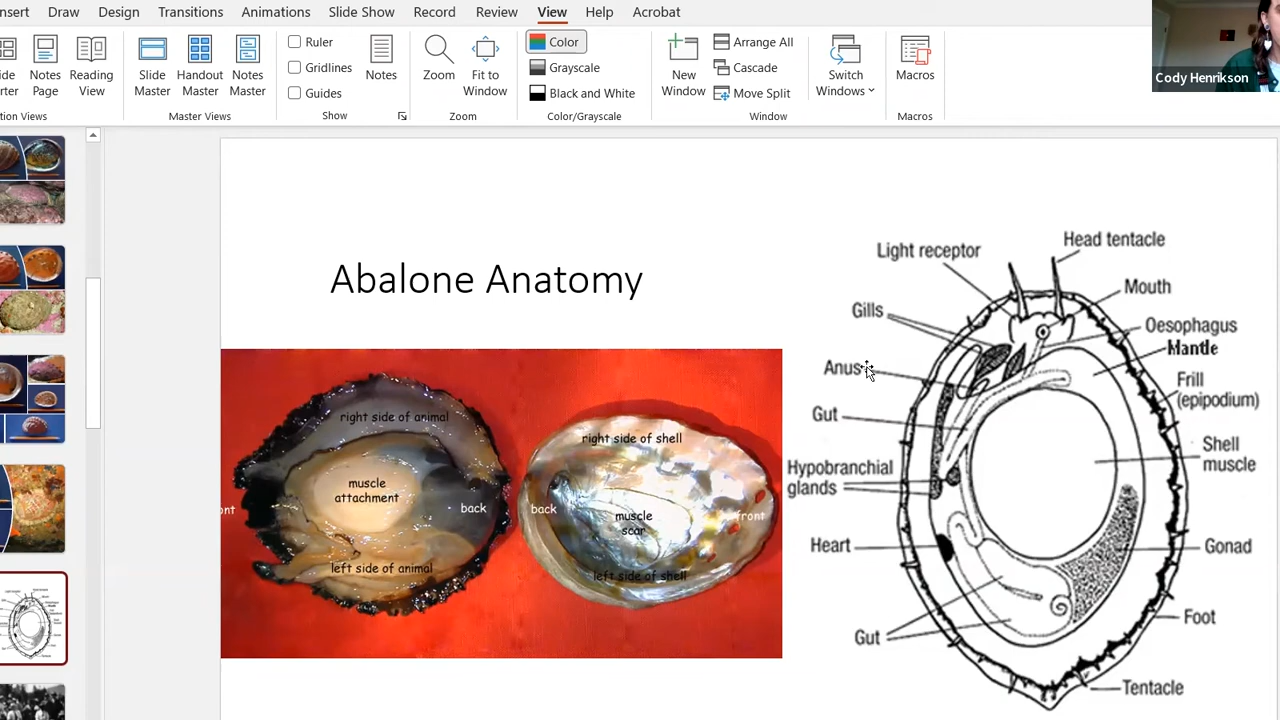 nsert Draw Design Transitions Animations Slide Show Record Review View Help Acrobat
Cody Henrikson
ide
rter
Notes
Page
Reading
View
Slide
Master
Handout
Master
Notes
Master
Ruler
Gridlines
Guides
Notes
Zoom
Fit to
Window
Color
Grayscale
Black and White
New
Window
Arrange All
Cascade
Move Split
Switch
Windows
Macros
tion Views
Master Views
Show
Zoom
Color/Grayscale
Window
Macros
Abalone Anatomy
right side of animal
muscle
attachment
ont
back
left side of animal
right side of shell
back
muscle
scar
front
left side of shell
Light receptor
Head tentacle
Gills
Mouth
Oesophagus
Mantle
Anus
Frill
(epipodium)
Gut
Shell
muscle
Hypobranchial
glands
Heart
Gonad
Gut
Foot
Tentacle